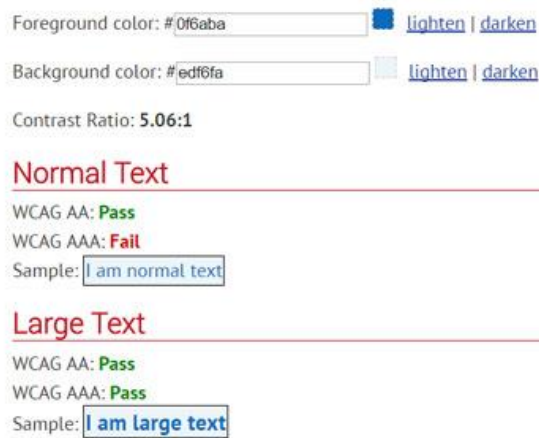 Foreground color: #0f6aba lighten | darken
Background color: #edf6fa lighten | darken
Contrast Ratio: 5.06:1
Normal Text
WCAG AA: Pass
WCAG AAA: Fail
Sample: I am normal text
Large Text
WCAG AA: Pass
WCAG AAA: Pass
Sample: I am large text